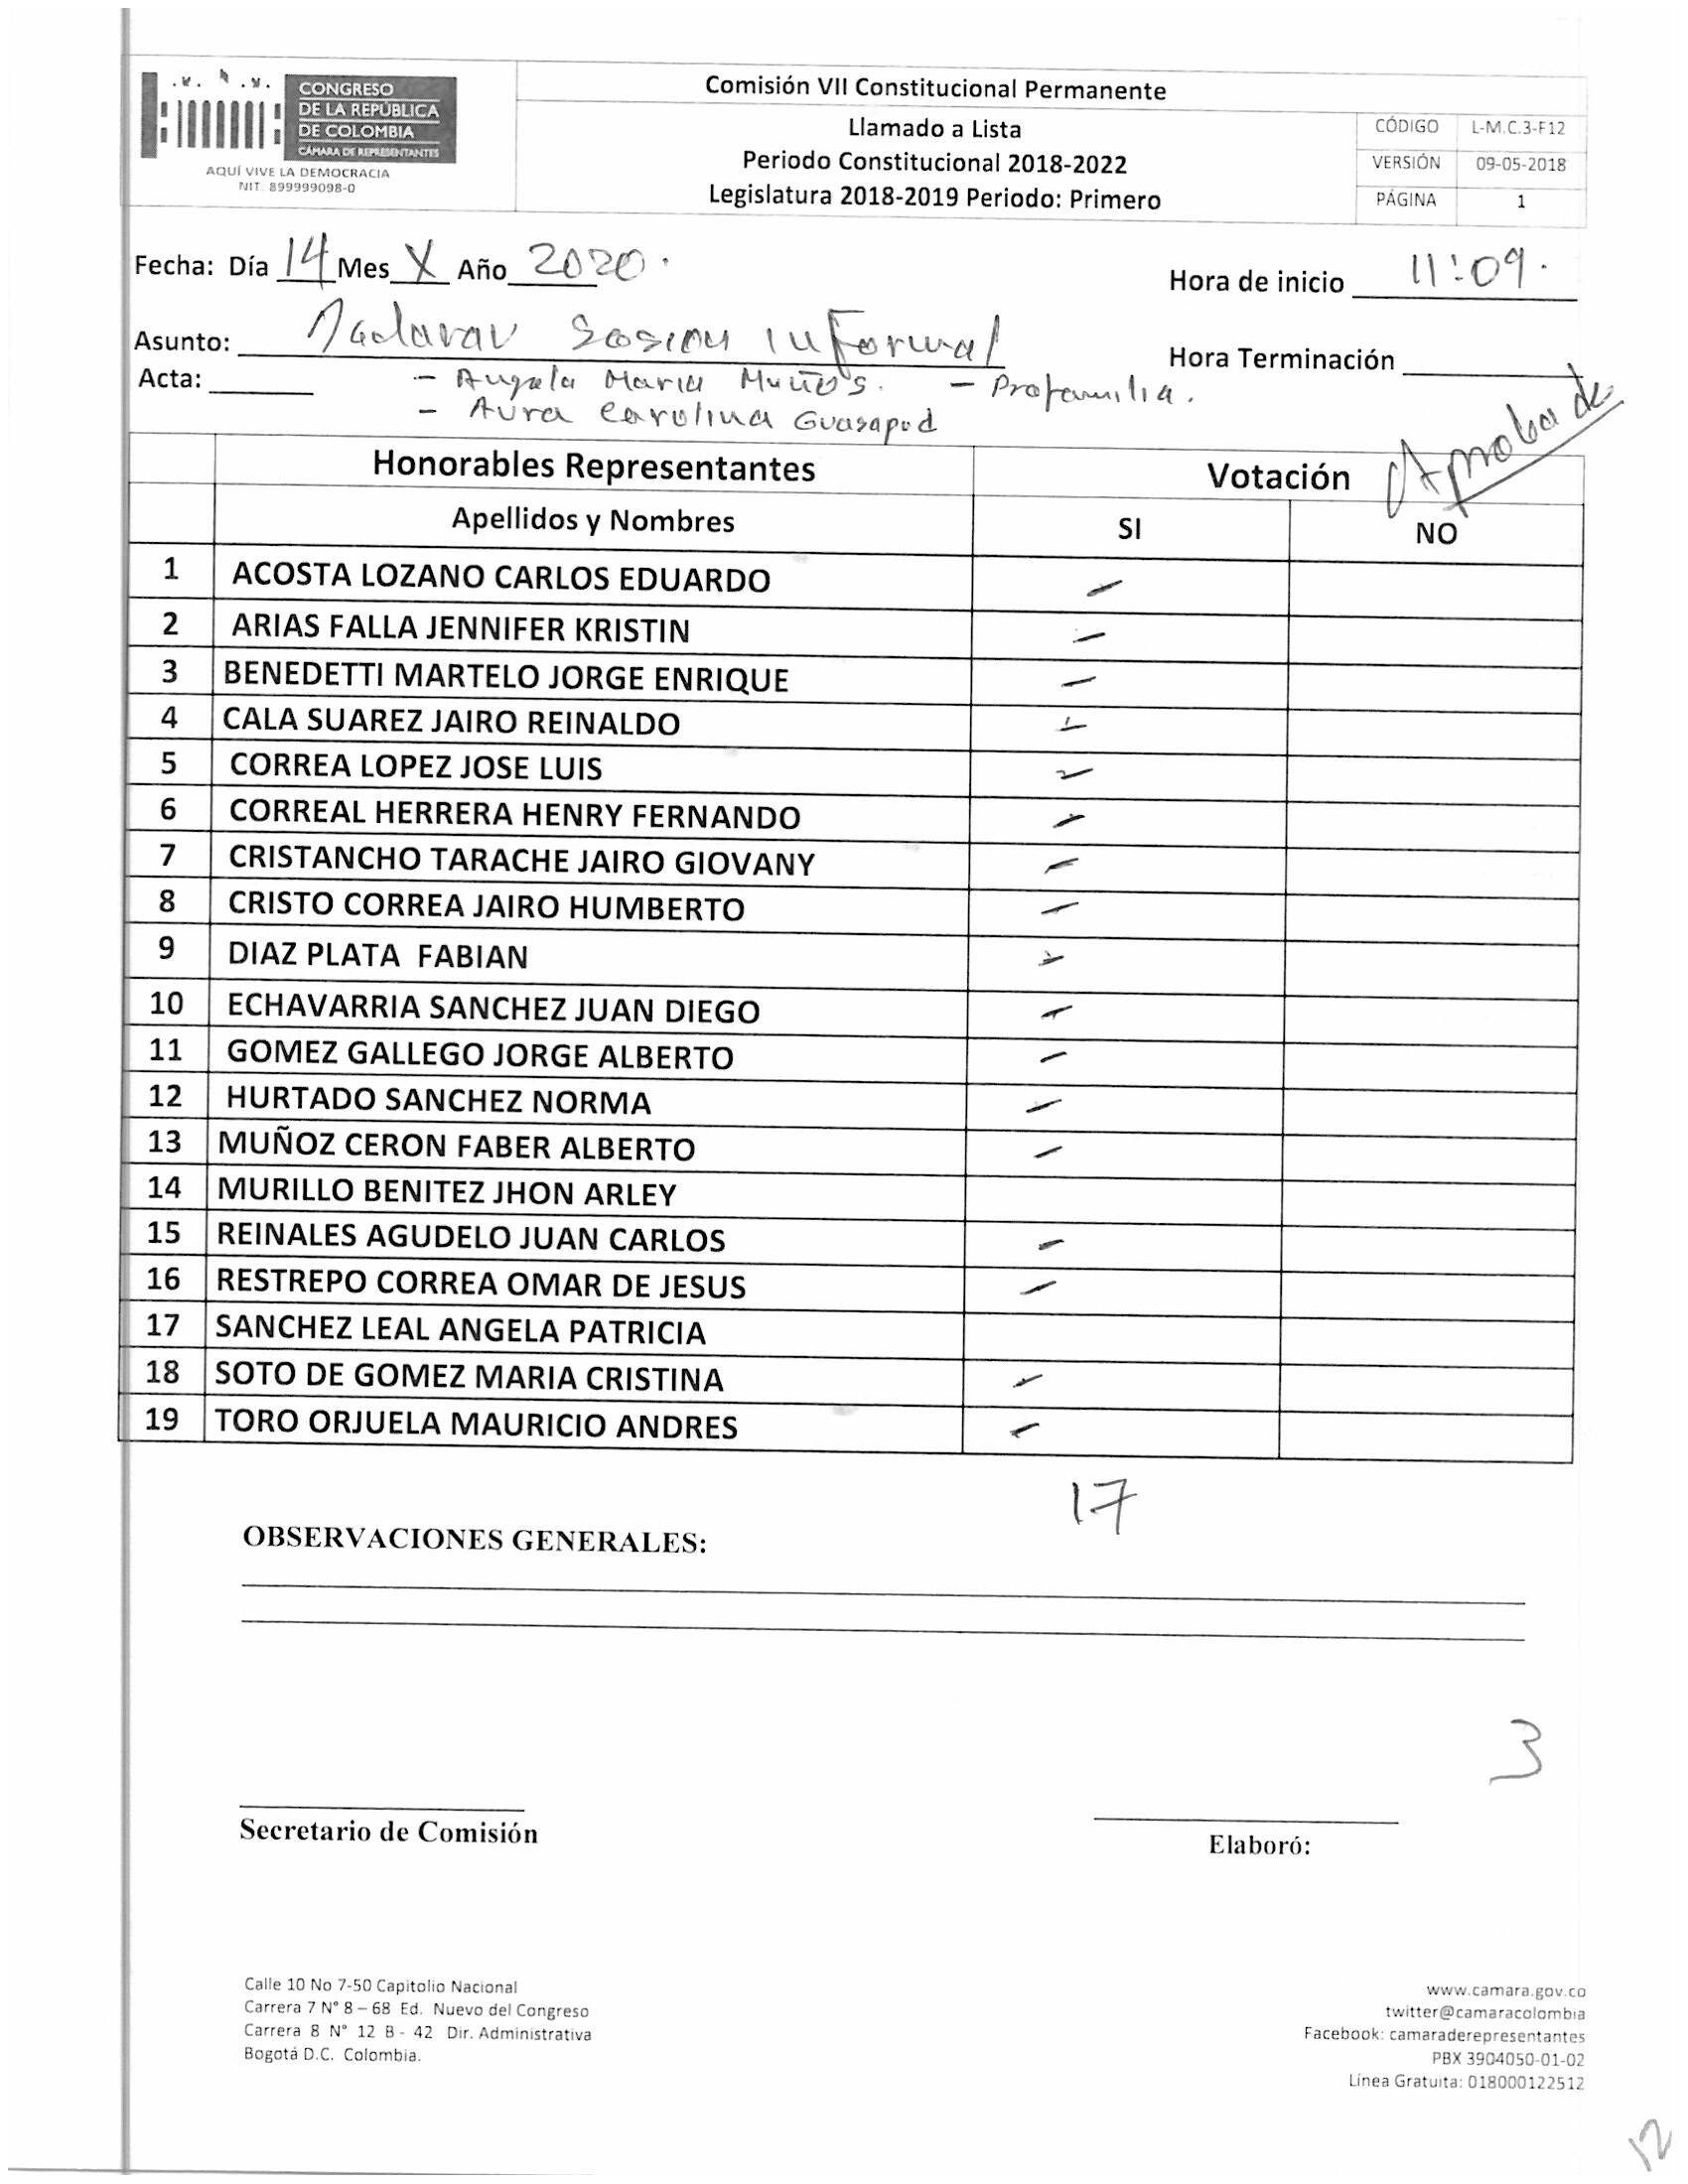 CONGRESO
DE LA REPÚBLICA
DE COLOMBIA
CÁMARA DE REPRESENTANTES
AQUÍ VIVE LA DEMOCRACIA
NIT. 899999098-0
Comisión VII Constitucional Permanente
Llamado a Lista
Periodo Constitucional 2018-2022
Legislatura 2018-2019 Periodo: Primero
CÓDIGO L-M.C.3-F12
VERSIÓN 09-05-2018
PÁGINA 1
Fecha: Día 14 Mes X Año 2020.
Hora de inicio 11:09.
Asunto: Sesion informal
Hora Terminación
Acta:
- Angela Maria Muños. - Profamilia.
- Aura Carolina
Aprobado
Honorables Representantes Votación
Apellidos y Nombres SI NO
1 ACOSTA LOZANO CARLOS EDUARDO
2 ARIAS FALLA JENNIFER KRISTIN
3 BENEDETTI MARTELO JORGE ENRIQUE
4 CALA SUAREZ JAIRO REINALDO
5 CORREA LOPEZ JOSE LUIS
6 CORREAL HERRERA HENRY FERNANDO
7 CRISTANCHO TARACHE JAIRO GIOVANY
8 CRISTO CORREA JAIRO HUMBERTO
9 DIAZ PLATA FABIAN
10 ECHAVARRIA SANCHEZ JUAN DIEGO
11 GOMEZ GALLEGO JORGE ALBERTO
12 HURTADO SANCHEZ NORMA
13 MUÑOZ CERON FABER ALBERTO
14 MURILLO BENITEZ JHON ARLEY
15 REINALES AGUDELO JUAN CARLOS
16 RESTREPO CORREA OMAR DE JESUS
17 SANCHEZ LEAL ANGELA PATRICIA
18 SOTO DE GOMEZ MARIA CRISTINA
19 TORO ORJUELA MAURICIO ANDRES
17
OBSERVACIONES GENERALES:
3
Secretario de Comisión
Elaboró:
Calle 10 No 7-50 Capitolio Nacional
Carrera 7 N° 8 – 68 Ed. Nuevo del Congreso
Carrera 8 N° 12 B - 42 Dir. Administrativa
Bogotá D.C. Colombia.
www.camara.gov.co
twitter@camaracolombia
Facebook: camaraderepresentantes
PBX 3904050-01-02
Línea Gratuita: 018000122512
12